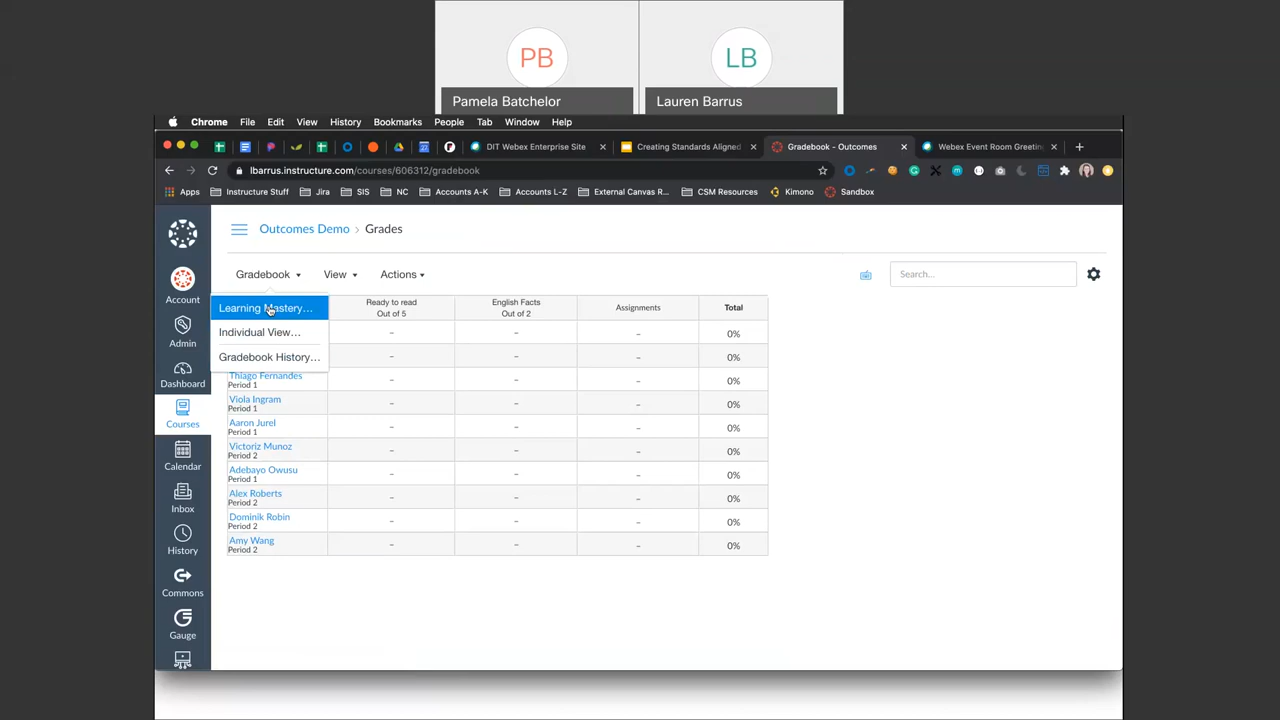 PB
LB
Pamela Batchelor
Lauren Barrus
Chrome File Edit View History Bookmarks People Tab Window Help
DIT Webex Enterprise Site
Creating Standards Aligned
Gradebook - Outcomes
Webex Event Room Greeting
lbarrus.instructure.com/courses/606312/gradebook
Apps Instructure Stuff Jira SIS NC Accounts A-K Accounts L-Z External Canvas R... CSM Resources Kimono Sandbox
Outcomes Demo › Grades
Gradebook View Actions
Search...
Account
Admin
Dashboard
Courses
Calendar
Inbox
History
Commons
Gauge
Learning Mastery...
Individual View...
Gradebook History...
Ready to read
Out of 5
English Facts
Out of 2
Assignments
Total
– – – 0%
– – – 0%
Thiago Fernandes
Period 1
– – – 0%
Viola Ingram
Period 1
– – – 0%
Aaron Jurel
Period 1
– – – 0%
Victoriz Munoz
Period 2
– – – 0%
Adebayo Owusu
Period 1
– – – 0%
Alex Roberts
Period 2
– – – 0%
Dominik Robin
Period 2
– – – 0%
Amy Wang
Period 2
– – – 0%